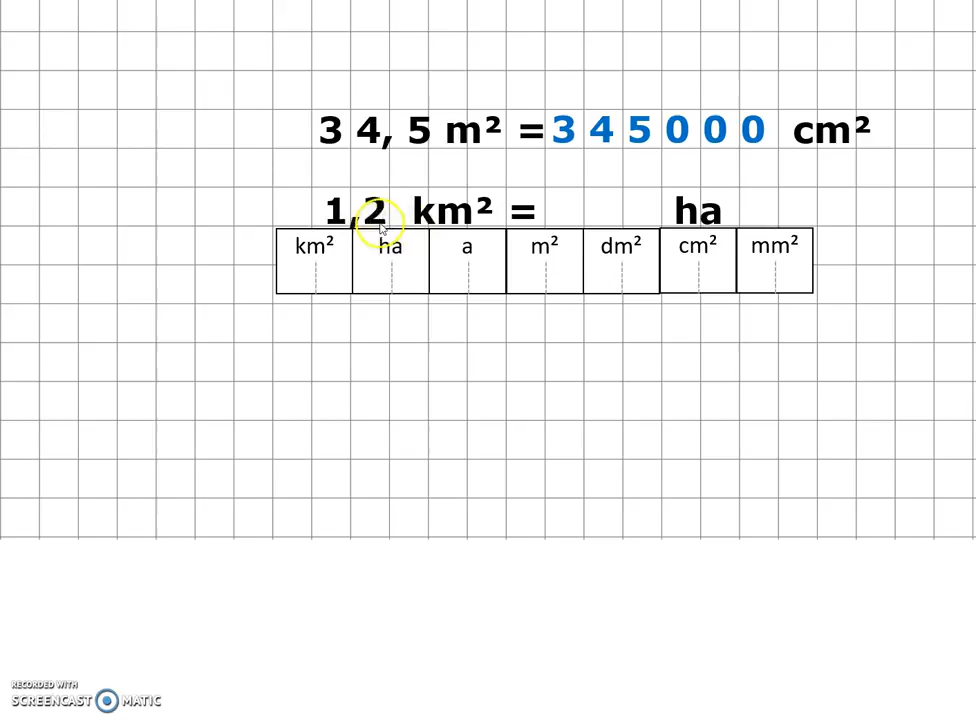 3 4, 5 m² = 3 4 5 0 0 0 cm²
1,2 km² = ha
km² ha a m² dm² cm² mm²
RECORDED WITH
SCREENCAST MATIC